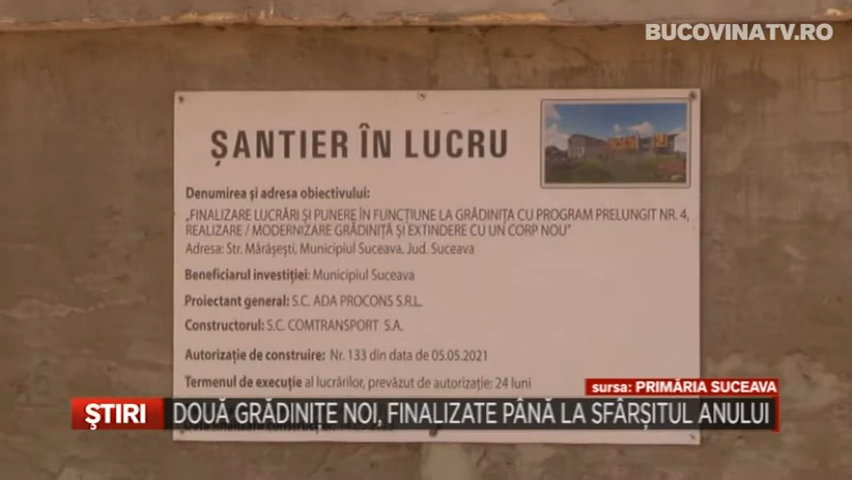 BUCOVINATV.RO
ȘANTIER ÎN LUCRU
Denumirea și adresa obiectivului:
„FINALIZARE LUCRĂRI ȘI PUNERE ÎN FUNCȚIUNE LA GRĂDINIȚA CU PROGRAM PRELUNGIT NR. 4,
REALIZARE / MODERNIZARE GRĂDINIȚĂ ȘI EXTINDERE CU UN CORP NOU”
Adresa: Str. Mărășești, Municipiul Suceava, Jud. Suceava
Beneficiarul investiției: Municipiul Suceava
Proiectant general: S.C. ADA PROCONS S.R.L.
Constructorul: S.C. COMTRANSPORT S.A.
Autorizație de construire: Nr. 133 din data de 05.05.2021
Termenul de execuție al lucrărilor, prevăzut de autorizație: 24 luni
sursa: PRIMĂRIA SUCEAVA
ŞTIRI DOUĂ GRĂDINIȚE NOI, FINALIZATE PÂNĂ LA SFÂRȘITUL ANULUI